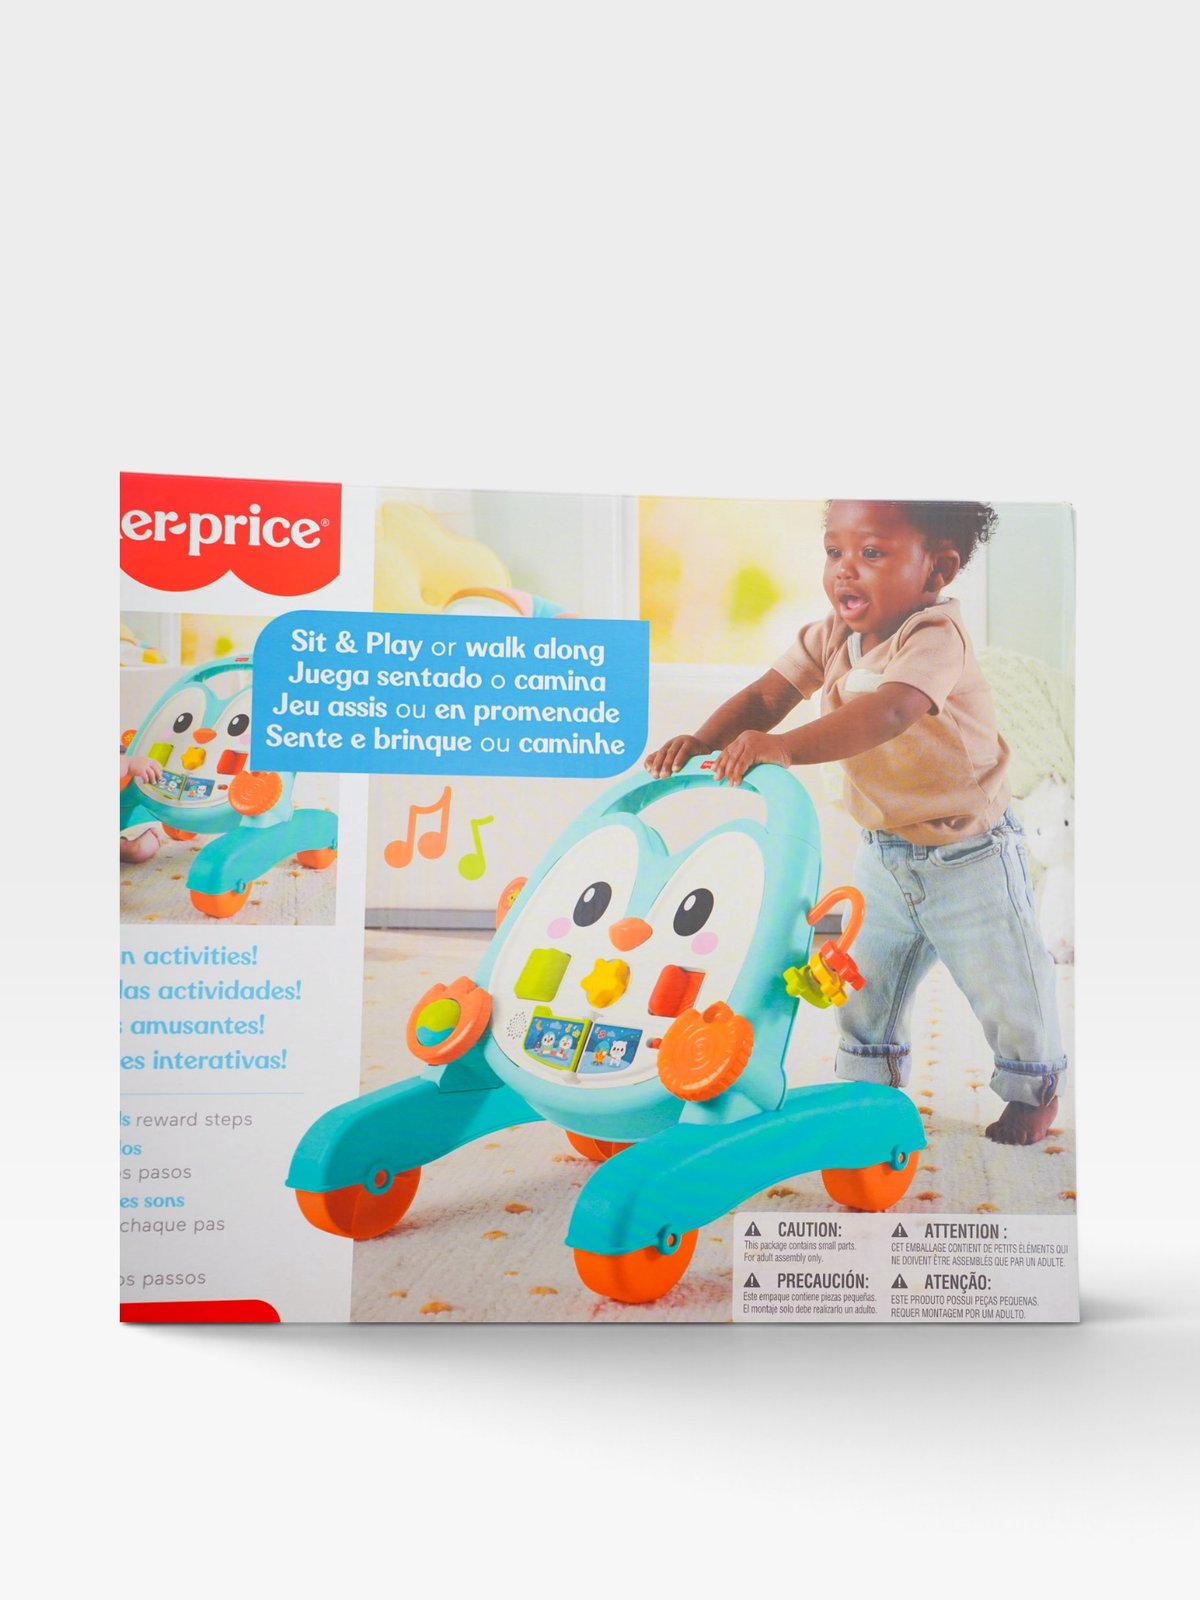 er-price®
Sit & Play or walk along
Juega sentado o camina
Jeu assis ou en promenade
Sente e brinque ou caminhe
n activities!
las actividades!
s amusantes!
es interativas!
ds reward steps
los
os pasos
es sons
chaque pas
os passos
CAUTION:
This package contains small parts.
For adult assembly only.
ATTENTION :
CET EMBALLAGE CONTIENT DE PETITS ÉLÉMENTS QUI
NE DOIVENT ÊTRE ASSEMBLÉS QUE PAR UN ADULTE.
PRECAUCIÓN:
Este empaque contiene piezas pequeñas.
El montaje solo debe realizarlo un adulto.
ATENÇÃO:
ESTE PRODUTO POSSUI PEÇAS PEQUENAS.
REQUER MONTAGEM POR UM ADULTO.